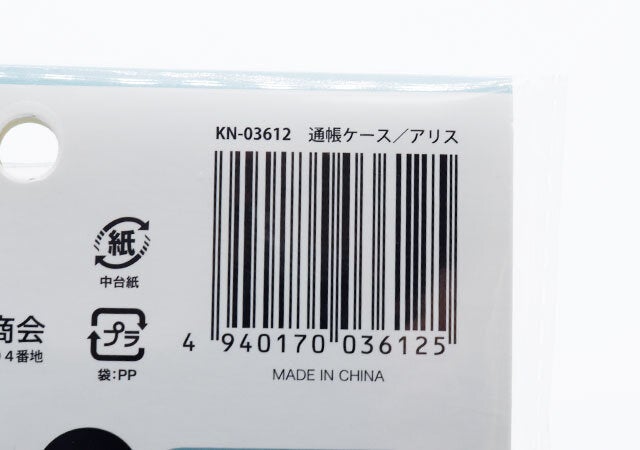 KN-03612 通帳ケース／アリス
紙
中台紙
プラ
袋:PP
商会
04番地
4 940170 036125
MADE IN CHINA